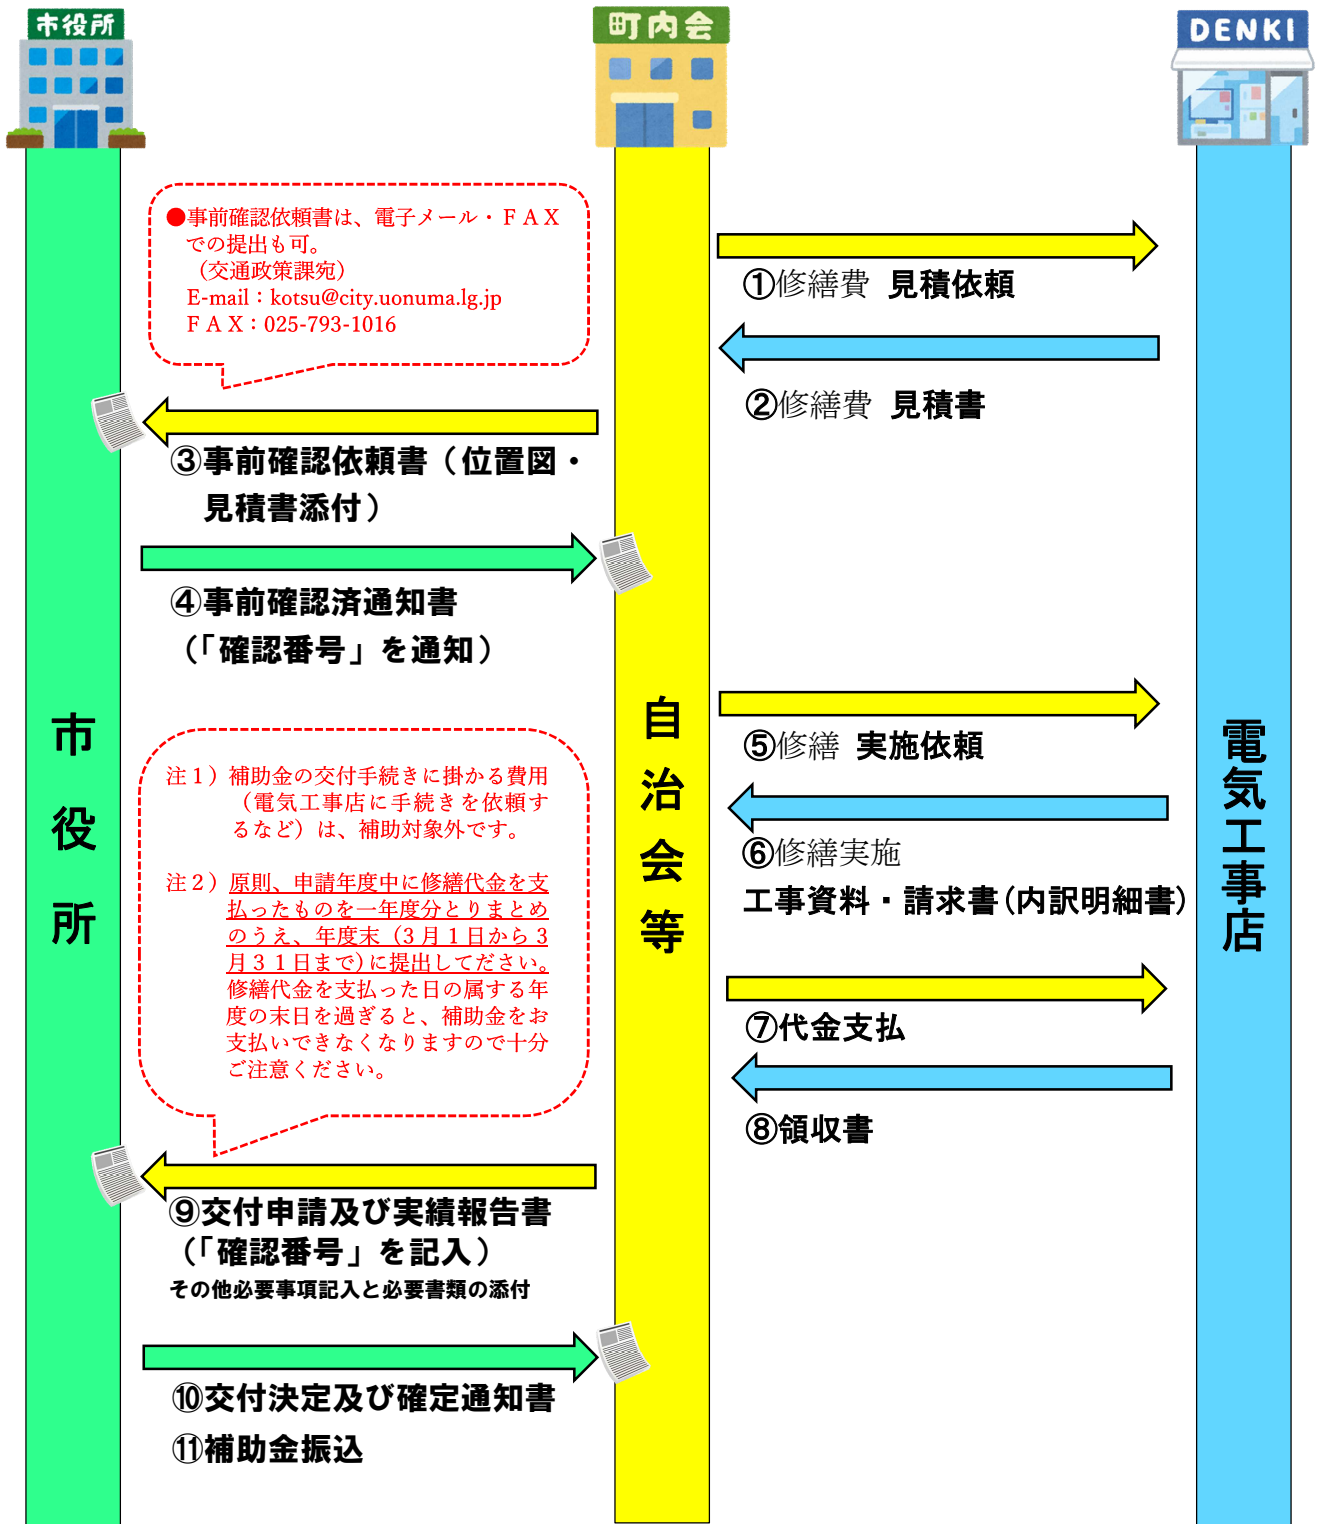 市役所
町内会
DENKI
●事前確認依頼書は、電子メール・ＦＡＸ
での提出も可。
（交通政策課宛）
E-mail：kotsu@city.uonuma.lg.jp
ＦＡＸ：025-793-1016
①修繕費 見積依頼
②修繕費 見積書
③事前確認依頼書（位置図・
見積書添付）
④事前確認済通知書
（「確認番号」を通知）
市役所
自治会等
電気工事店
⑤修繕 実施依頼
⑥修繕実施
工事資料・請求書（内訳明細書）
注１）補助金の交付手続きに掛かる費用
（電気工事店に手続きを依頼す
るなど）は、補助対象外です。
注２）原則、申請年度中に修繕代金を支
払ったものを一年度分とりまとめ
のうえ、年度末（3月１日から３
月３１日まで）に提出してださい。
修繕代金を支払った日の属する年
度の末日を過ぎると、補助金をお
支払いできなくなりますので十分
ご注意ください。
⑦代金支払
⑧領収書
⑨交付申請及び実績報告書
（「確認番号」を記入）
その他必要事項記入と必要書類の添付
⑩交付決定及び確定通知書
⑪補助金振込